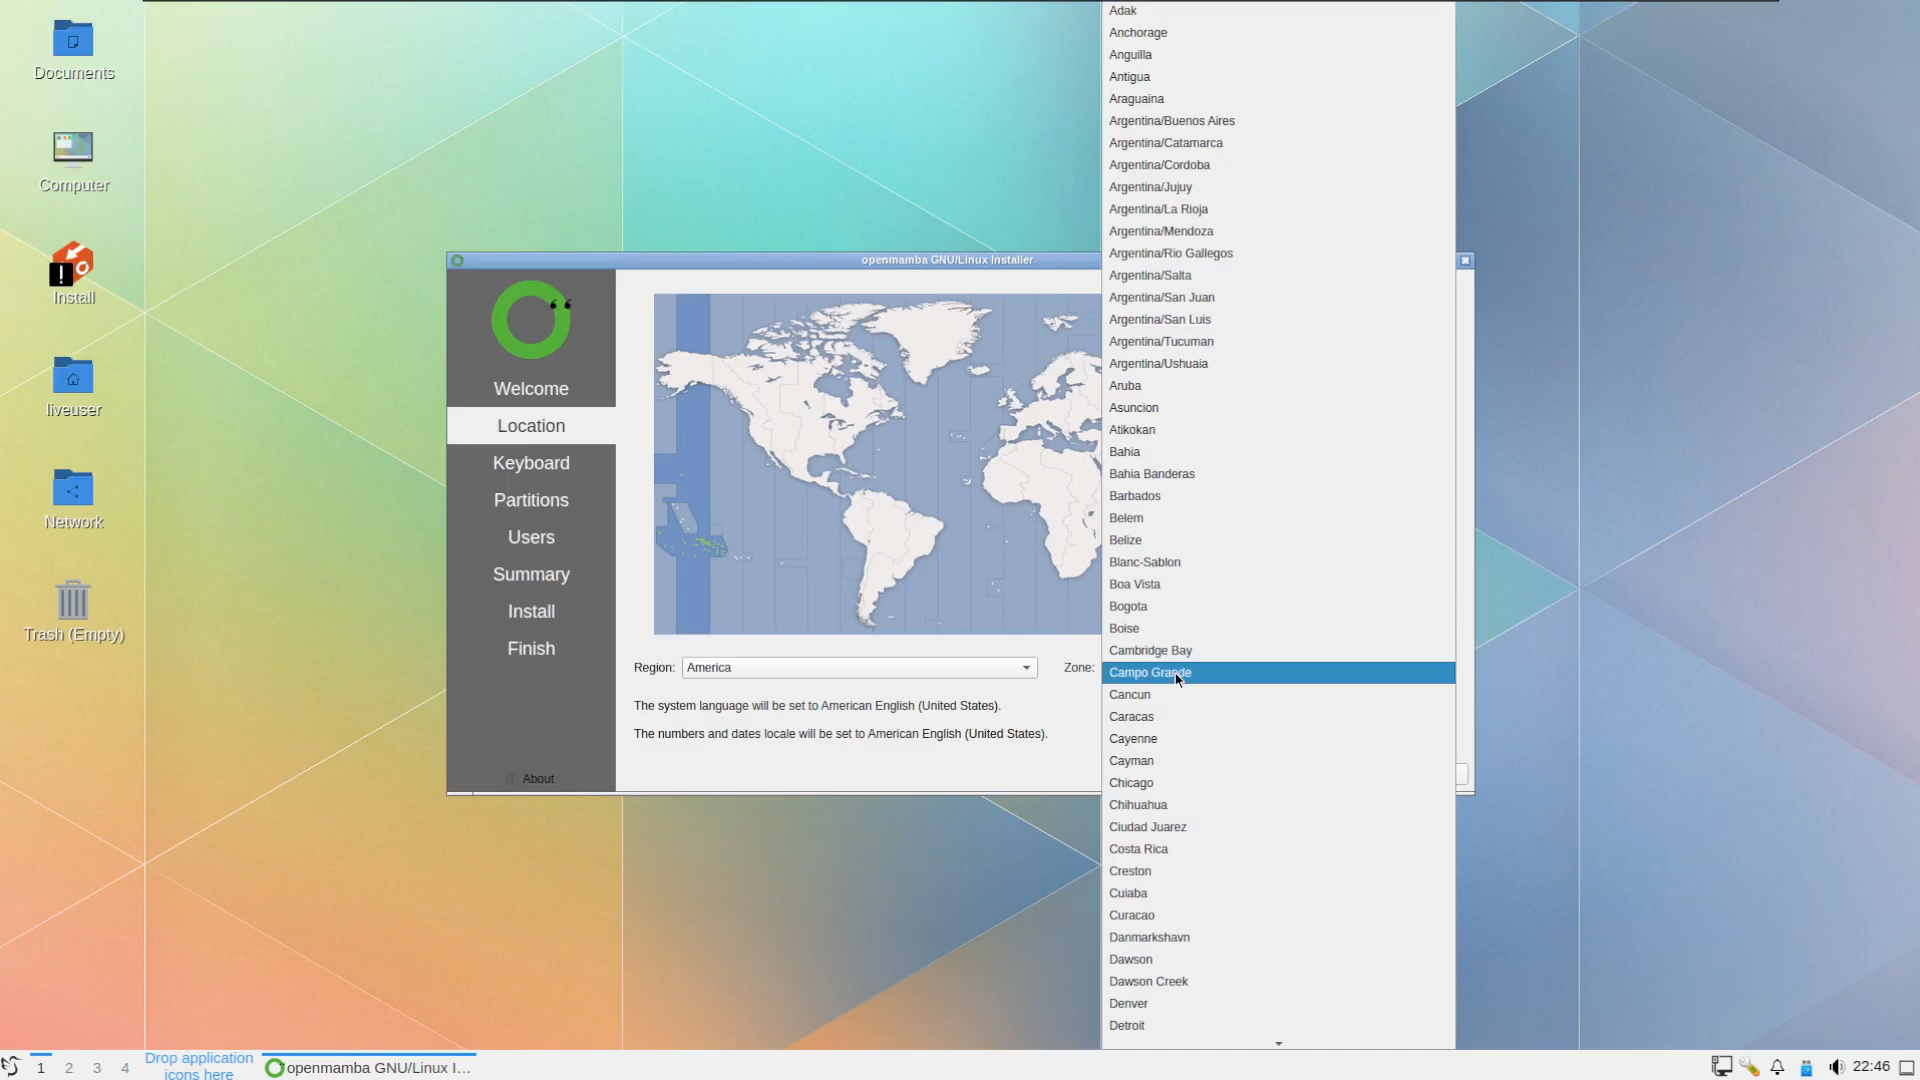 Documents
Computer
Install
liveuser
Network
Trash (Empty)
openmamba GNU/Linux Installer
Welcome
Location
Keyboard
Partitions
Users
Summary
Install
Finish
About
Region: America
Zone:
The system language will be set to American English (United States).
The numbers and dates locale will be set to American English (United States).
Adak
Anchorage
Anguilla
Antigua
Araguaina
Argentina/Buenos Aires
Argentina/Catamarca
Argentina/Cordoba
Argentina/Jujuy
Argentina/La Rioja
Argentina/Mendoza
Argentina/Rio Gallegos
Argentina/Salta
Argentina/San Juan
Argentina/San Luis
Argentina/Tucuman
Argentina/Ushuaia
Aruba
Asuncion
Atikokan
Bahia
Bahia Banderas
Barbados
Belem
Belize
Blanc-Sablon
Boa Vista
Bogota
Boise
Cambridge Bay
Campo Grande
Cancun
Caracas
Cayenne
Cayman
Chicago
Chihuahua
Ciudad Juarez
Costa Rica
Creston
Cuiaba
Curacao
Danmarkshavn
Dawson
Dawson Creek
Denver
Detroit
1 2 3 4
Drop application
icons here
openmamba GNU/Linux I...
22:46